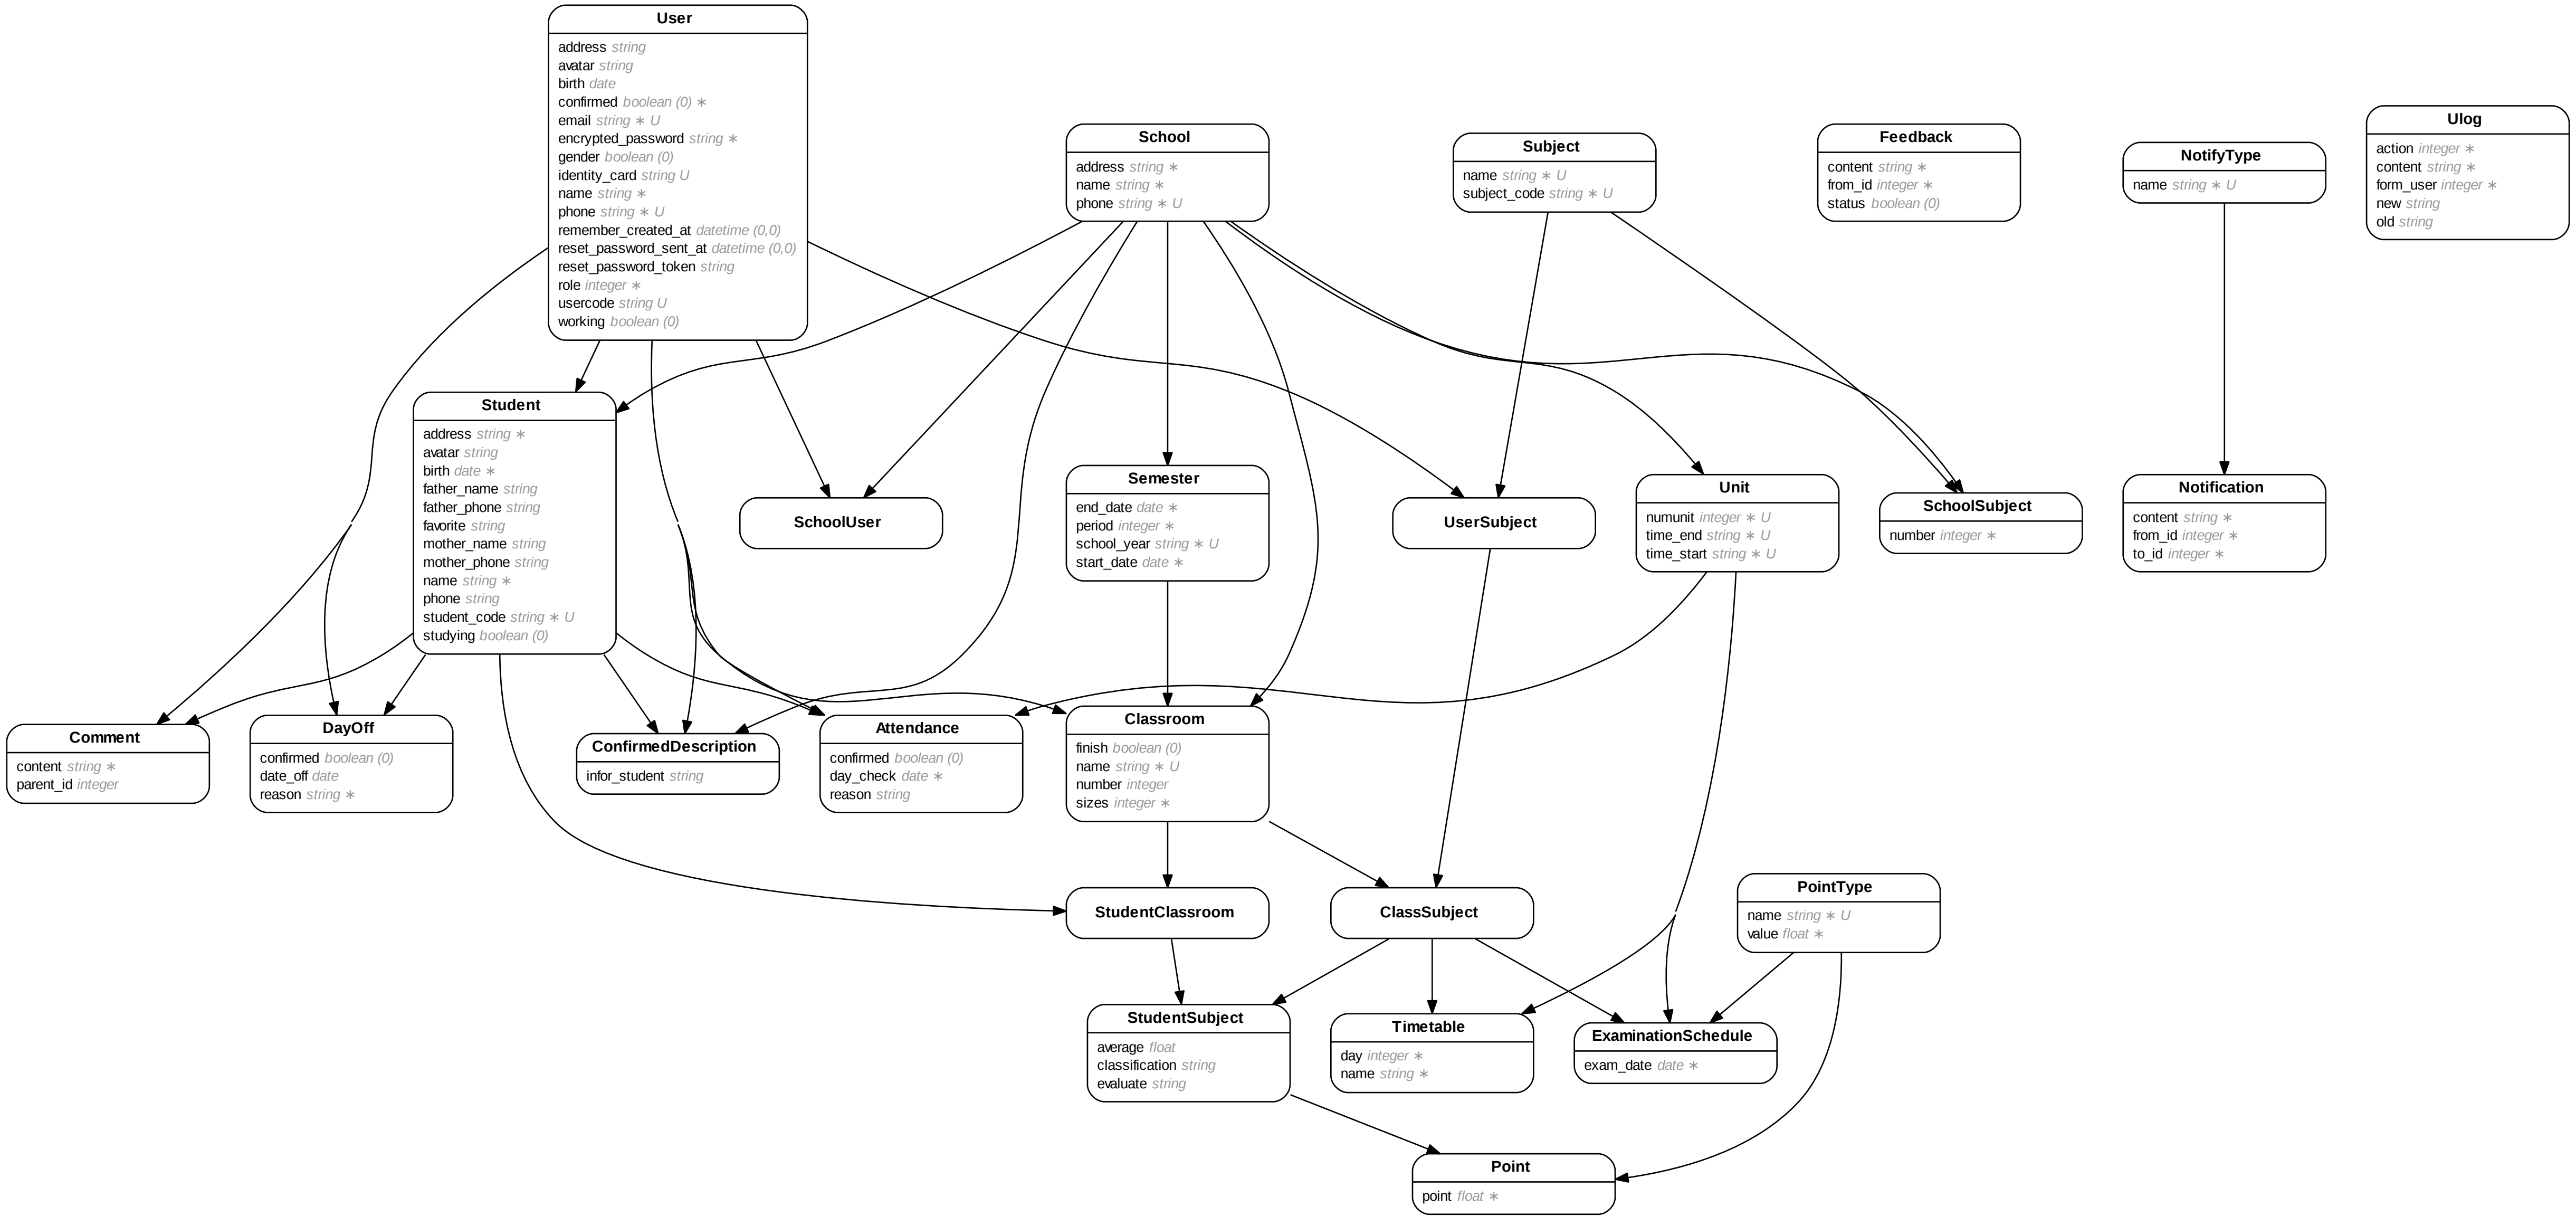 User
address string
avatar string
birth date
confirmed boolean (0) ∗
email string ∗ U
encrypted_password string ∗
gender boolean (0)
identity_card string U
name string ∗
phone string ∗ U
remember_created_at datetime (0,0)
reset_password_sent_at datetime (0,0)
reset_password_token string
role integer ∗
usercode string U
working boolean (0)
School
address string ∗
name string ∗
phone string ∗ U
Subject
name string ∗ U
subject_code string ∗ U
Feedback
content string ∗
from_id integer ∗
status boolean (0)
NotifyType
name string ∗ U
Ulog
action integer ∗
content string ∗
form_user integer ∗
new string
old string
Student
address string ∗
avatar string
birth date ∗
father_name string
father_phone string
favorite string
mother_name string
mother_phone string
name string ∗
phone string
student_code string ∗ U
studying boolean (0)
SchoolUser
Semester
end_date date ∗
period integer ∗
school_year string ∗ U
start_date date ∗
UserSubject
Unit
numunit integer ∗ U
time_end string ∗ U
time_start string ∗ U
SchoolSubject
number integer ∗
Notification
content string ∗
from_id integer ∗
to_id integer ∗
Comment
content string ∗
parent_id integer
DayOff
confirmed boolean (0)
date_off date
reason string ∗
ConfirmedDescription
infor_student string
Attendance
confirmed boolean (0)
day_check date ∗
reason string
Classroom
finish boolean (0)
name string ∗ U
number integer
sizes integer ∗
StudentClassroom
ClassSubject
PointType
name string ∗ U
value float ∗
StudentSubject
average float
classification string
evaluate string
Timetable
day integer ∗
name string ∗
ExaminationSchedule
exam_date date ∗
Point
point float ∗